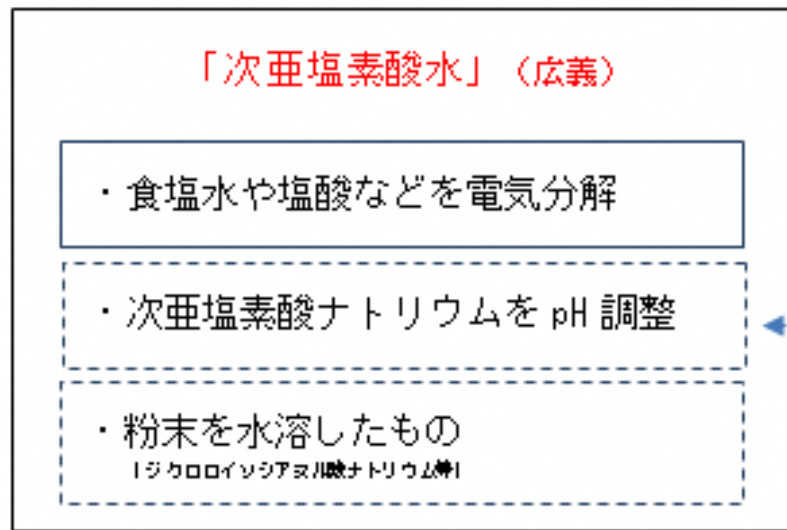 「次亜塩素酸水」（広義）
・食塩水や塩酸などを電気分解
・次亜塩素酸ナトリウムを pH 調整
・粉末を水溶したもの
（ジクロロイソシアヌル酸ナトリウム等）